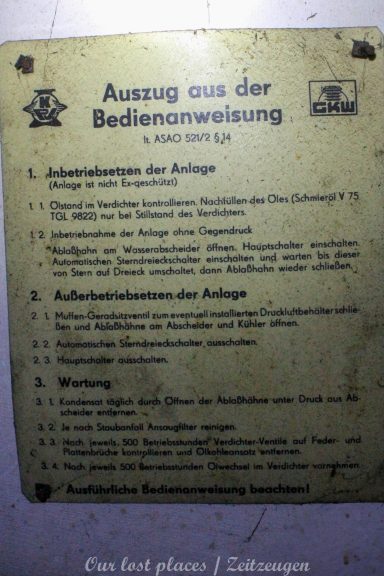 Auszug aus der
Bedienanweisung
lt. ASAO 521/2 § 14
GKW
1. Inbetriebsetzen der Anlage
(Anlage ist nicht Ex-geschützt)
1. 1. Ölstand im Verdichter kontrollieren. Nachfüllen des Öles (Schmieröl V 75
TGL 9822) nur bei Stillstand des Verdichters.
1. 2. Inbetriebnahme der Anlage ohne Gegendruck
Ablaßhahn am Wasserabscheider öffnen. Hauptschalter einschalten.
Automatischen Sterndreieckschalter einschalten und warten bis dieser
von Stern auf Dreieck umschaltet, dann Ablaßhahn wieder schließen.
2. Außerbetriebsetzen der Anlage
2. 1. Muffen-Geradsitzventil zum eventuell installierten Druckluftbehälter schlie-
ßen und Ablaßhähne am Abscheider und Kühler öffnen.
2. 2. Automatischen Sterndreieckschalter ausschalten.
2. 3. Hauptschalter ausschalten.
3. Wartung
3. 1. Kondensat täglich durch Öffnen der Ablaßhähne unter Druck aus Ab-
scheider entfernen.
3. 2. Je nach Staubanfall Ansaugfilter reinigen.
3. 3. Nach jeweils 500 Betriebsstunden Verdichter-Ventile auf Feder- und
Plattenbrüche kontrollieren und Ölkohleansatz entfernen.
3. 4. Nach jeweils 500 Betriebsstunden Ölwechsel im Verdichter vornehmen.
Ausführliche Bedienanweisung beachten!
Our lost places / Zeitzeugen